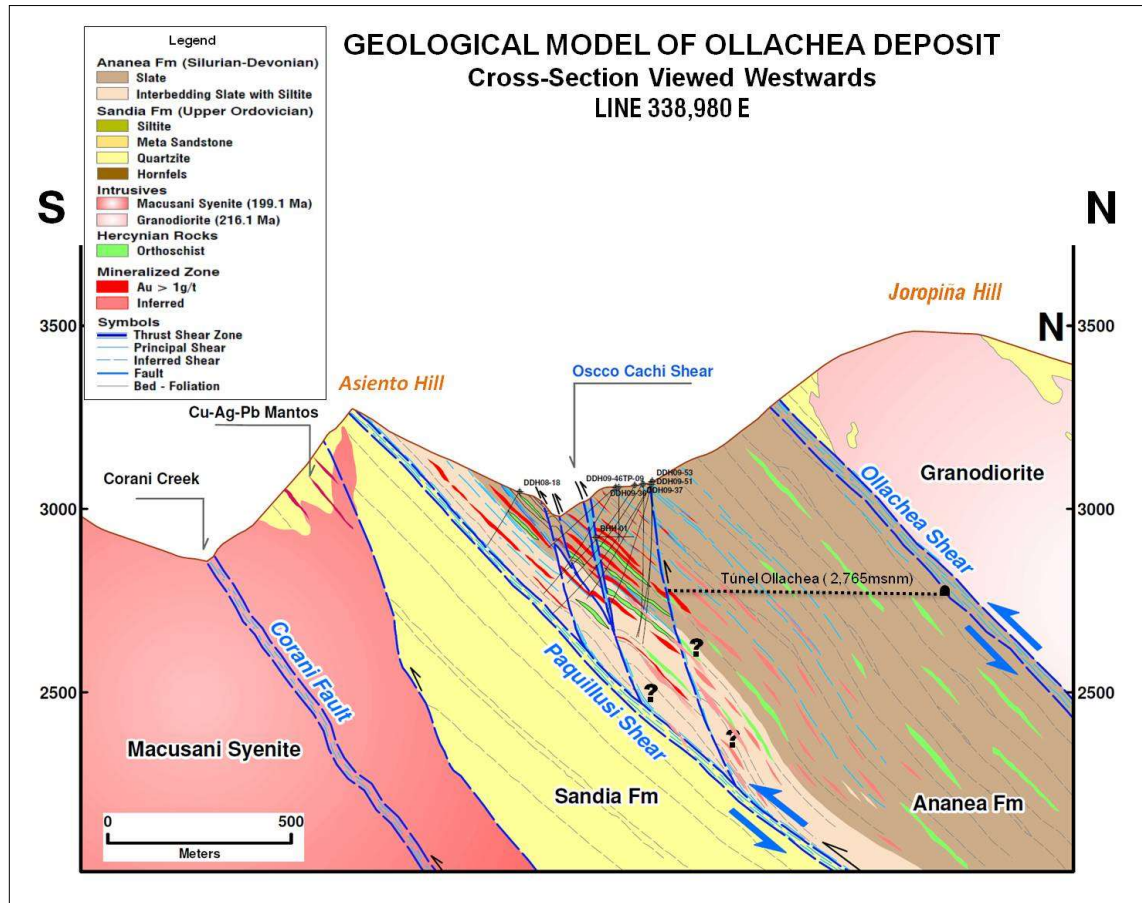 GEOLOGICAL MODEL OF OLLACHEA DEPOSIT
Cross-Section Viewed Westwards
LINE 338,980 E
Legend
Ananea Fm (Silurian-Devonian)
Slate
Interbedding Slate with Siltite
Sandia Fm (Upper Ordovician)
Siltite
Meta Sandstone
Quartzite
Hornfels
Intrusives
Macusani Syenite (199.1 Ma)
Granodiorite (216.1 Ma)
Hercynian Rocks
Orthoschist
Mineralized Zone
Au > 1g/t
Inferred
Symbols
Thrust Shear Zone
Principal Shear
Inferred Shear
Fault
Bed - Foliation
S
N
Joropiña Hill
3500
N
3500
Oscco Cachi Shear
Asiento Hill
Cu-Ag-Pb Mantos
Corani Creek
DDH08-18
DDH09-46
TP-09
DDH09-53
DDH09-51
DDH09-37
Granodiorite
Ollachea Shear
3000
3000
Túnel Ollachea ( 2,765msnm)
Corani Fault
Paquillusi Shear
?
?
?
2500
2500
Macusani Syenite
Sandia Fm
Ananea Fm
0
500
Meters